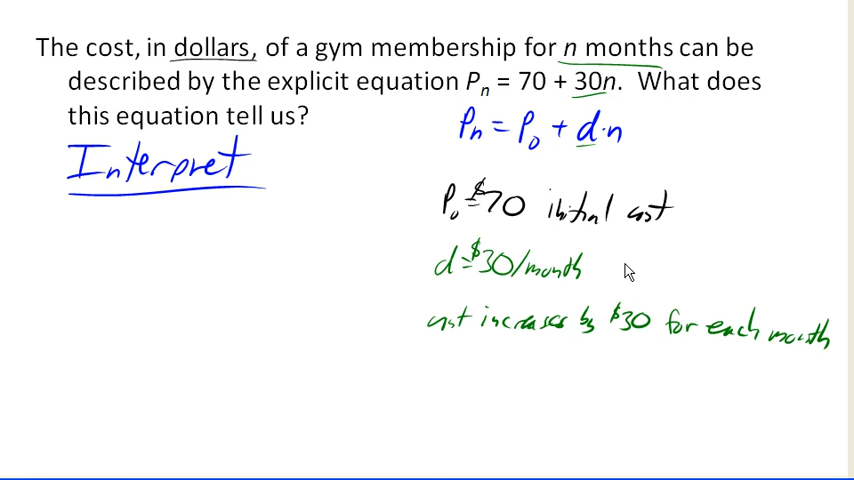 The cost, in dollars, of a gym membership for n months can be
described by the explicit equation Pn = 70 + 30n. What does
this equation tell us?
Pn = P0 + d·n
Interpret
P0 = $70 initial cost
d = $30/month
cost increases by $30 for each month